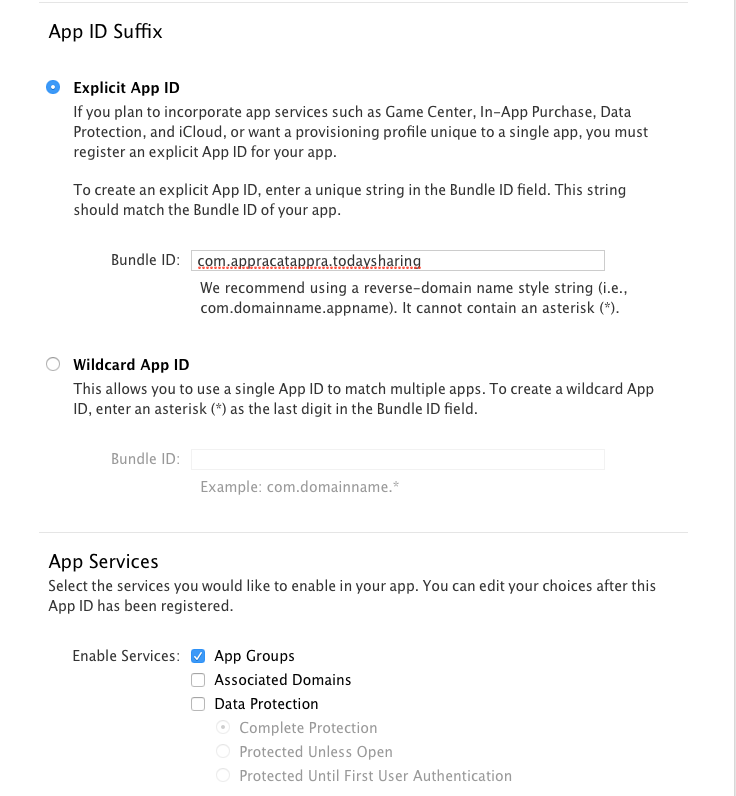 App ID Suffix
Explicit App ID
If you plan to incorporate app services such as Game Center, In-App Purchase, Data
Protection, and iCloud, or want a provisioning profile unique to a single app, you must
register an explicit App ID for your app.
To create an explicit App ID, enter a unique string in the Bundle ID field. This string
should match the Bundle ID of your app.
Bundle ID: com.appracatappra.todaysharing
We recommend using a reverse-domain name style string (i.e.,
com.domainname.appname). It cannot contain an asterisk (*).
Wildcard App ID
This allows you to use a single App ID to match multiple apps. To create a wildcard App
ID, enter an asterisk (*) as the last digit in the Bundle ID field.
Bundle ID:
Example: com.domainname.*
App Services
Select the services you would like to enable in your app. You can edit your choices after this
App ID has been registered.
Enable Services: App Groups
Associated Domains
Data Protection
Complete Protection
Protected Unless Open
Protected Until First User Authentication